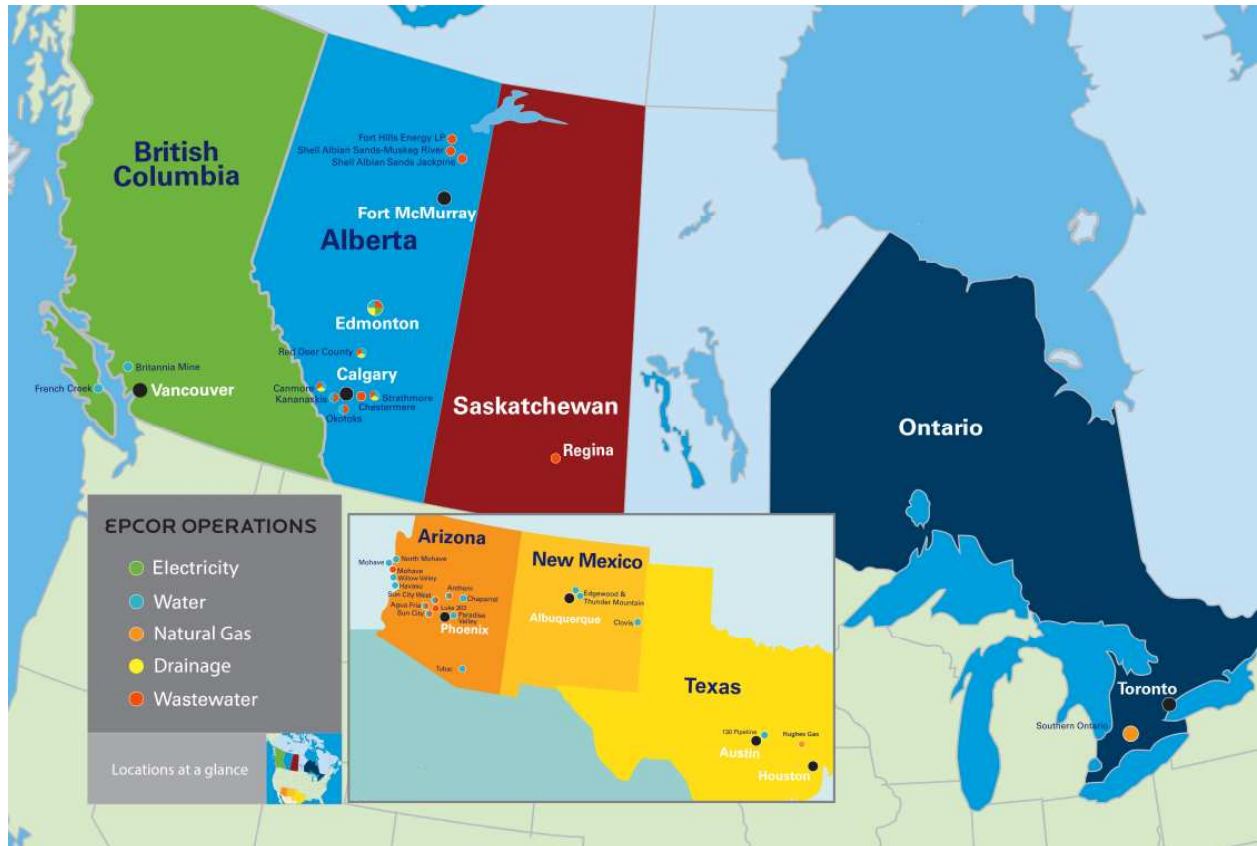 British
Columbia
Fort Hills Energy LP
Shell Albian Sands-Muskeg River
Shell Albian Sands Jackpine
Fort McMurray
Alberta
Edmonton
Red Deer County
Calgary
Canmore
Kananaskis
Strathmore
Chestermere
Okotoks
Britannia Mine
French Creek
Vancouver
Saskatchewan
Regina
Ontario
Toronto
Southern Ontario
EPCOR OPERATIONS
Electricity
Water
Natural Gas
Drainage
Wastewater
Locations at a glance
Arizona
North Mohave
Mohave
Mohave
Willow Valley
Havasu
Sun City West
Anthem
Chaparral
Agua Fria
Luke 303
Sun City
Paradise
Valley
Phoenix
Tubac
New Mexico
Edgewood &
Thunder Mountain
Albuquerque
Clovis
Texas
130 Pipeline
Hughes Gas
Austin
Houston